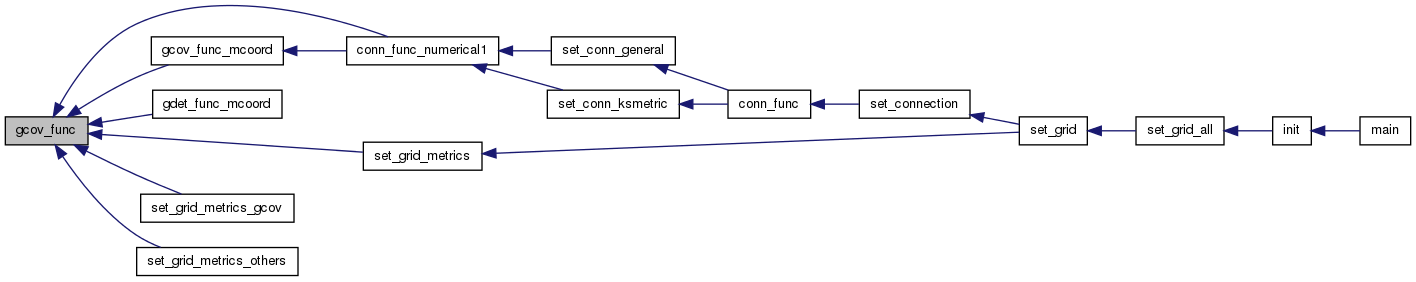 gcov_func
gcov_func_mcoord
gdet_func_mcoord
conn_func_numerical1
set_grid_metrics
set_grid_metrics_gcov
set_grid_metrics_others
set_conn_general
set_conn_ksmetric
conn_func
set_connection
set_grid
set_grid_all
init
main